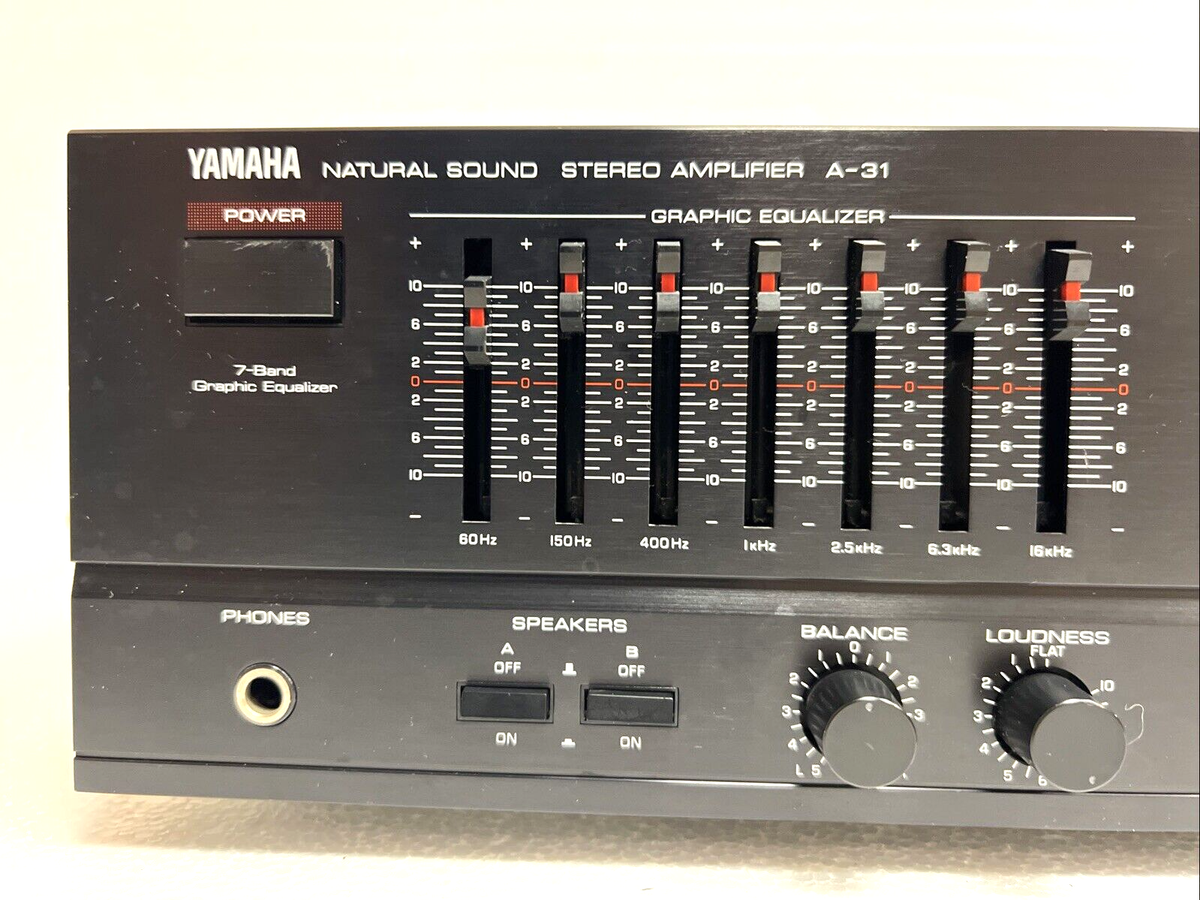 YAMAHA NATURAL SOUND STEREO AMPLIFIER A-31
POWER
GRAPHIC EQUALIZER
+ + + + + + + +
10 10 10 10 10 10 10 10
6 6 6 6 6 6 6 6
2 2 2 2 2 2 2 2
0 0 0 0 0 0 0 0
2 2 2 2 2 2 2 2
6 6 6 6 6 6 6 6
10 10 10 10 10 10 10 10
− − − − − − − −
60Hz 150Hz 400Hz 1kHz 2.5kHz 6.3kHz 16kHz
7-Band
Graphic Equalizer
PHONES
SPEAKERS
A B
OFF OFF
ON ON
BALANCE
1 0 1
2 2
3 3
4
L 5
LOUDNESS
FLAT
2 10
3
4
5 6